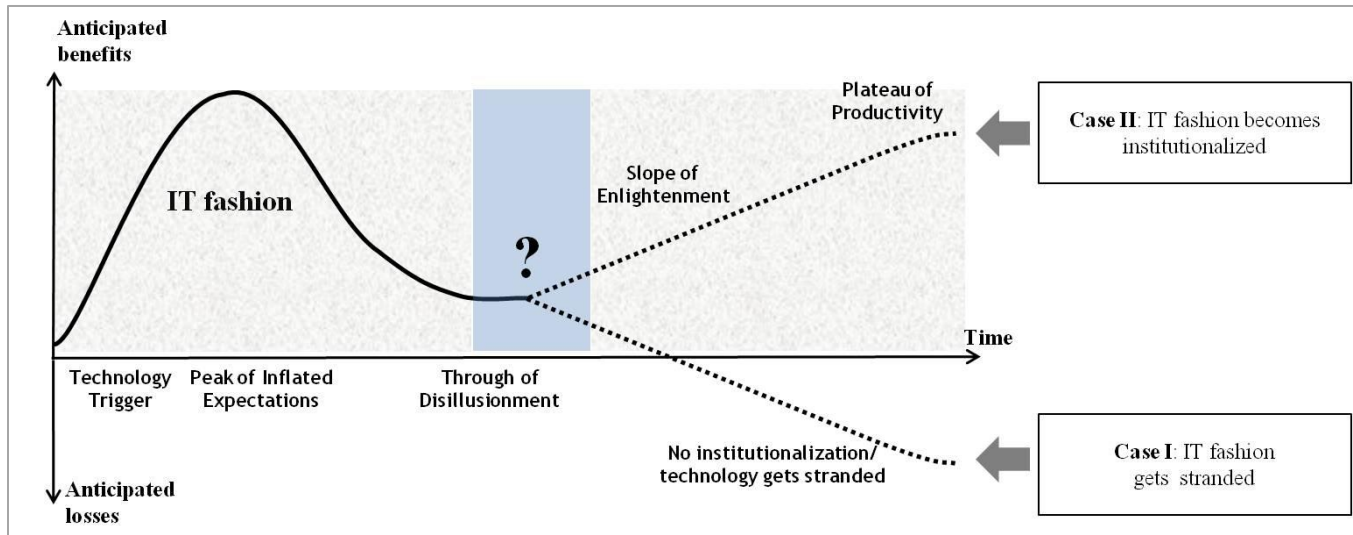 Anticipated
benefits
Plateau of
Productivity
Case II: IT fashion becomes
institutionalized
Slope of
Enlightenment
IT fashion
?
Time
Technology
Trigger
Peak of Inflated
Expectations
Through of
Disillusionment
No institutionalization/
technology gets stranded
Case I: IT fashion
gets stranded
Anticipated
losses